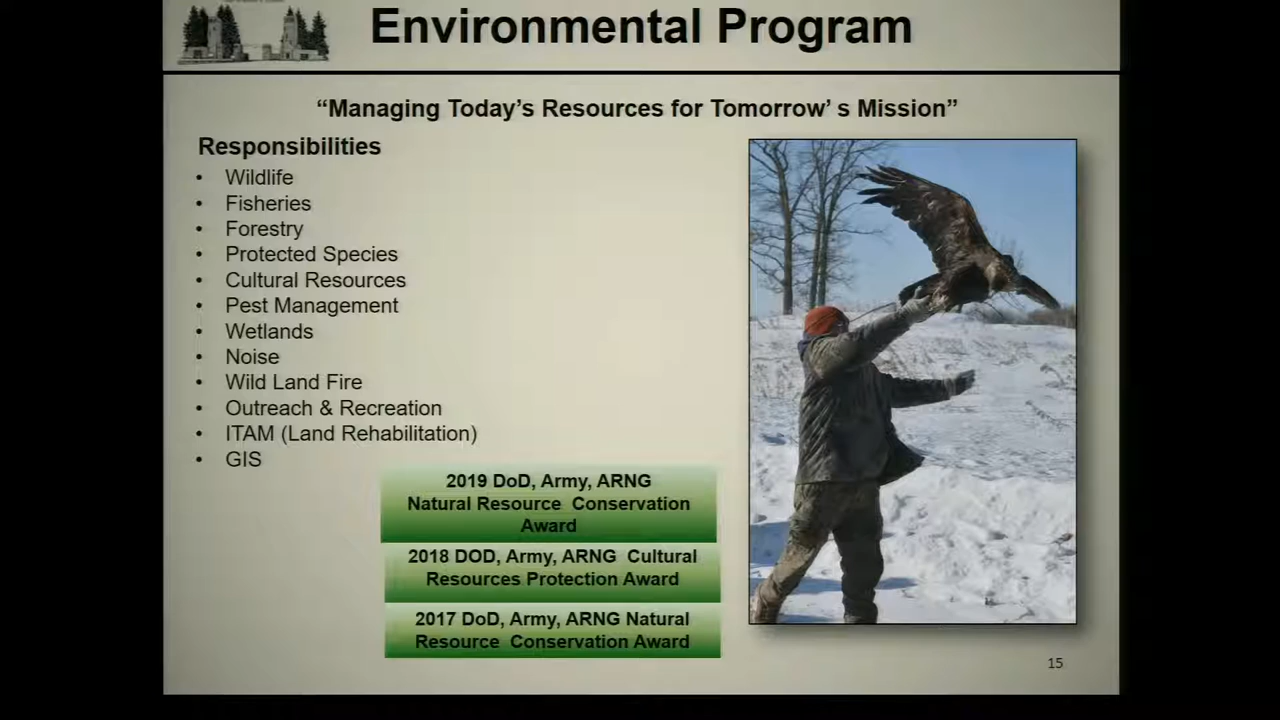 Environmental Program
“Managing Today’s Resources for Tomorrow’ s Mission”
Responsibilities
• Wildlife
• Fisheries
• Forestry
• Protected Species
• Cultural Resources
• Pest Management
• Wetlands
• Noise
• Wild Land Fire
• Outreach & Recreation
• ITAM (Land Rehabilitation)
• GIS
2019 DoD, Army, ARNG
Natural Resource Conservation
Award
2018 DOD, Army, ARNG Cultural
Resources Protection Award
2017 DoD, Army, ARNG Natural
Resource Conservation Award
15